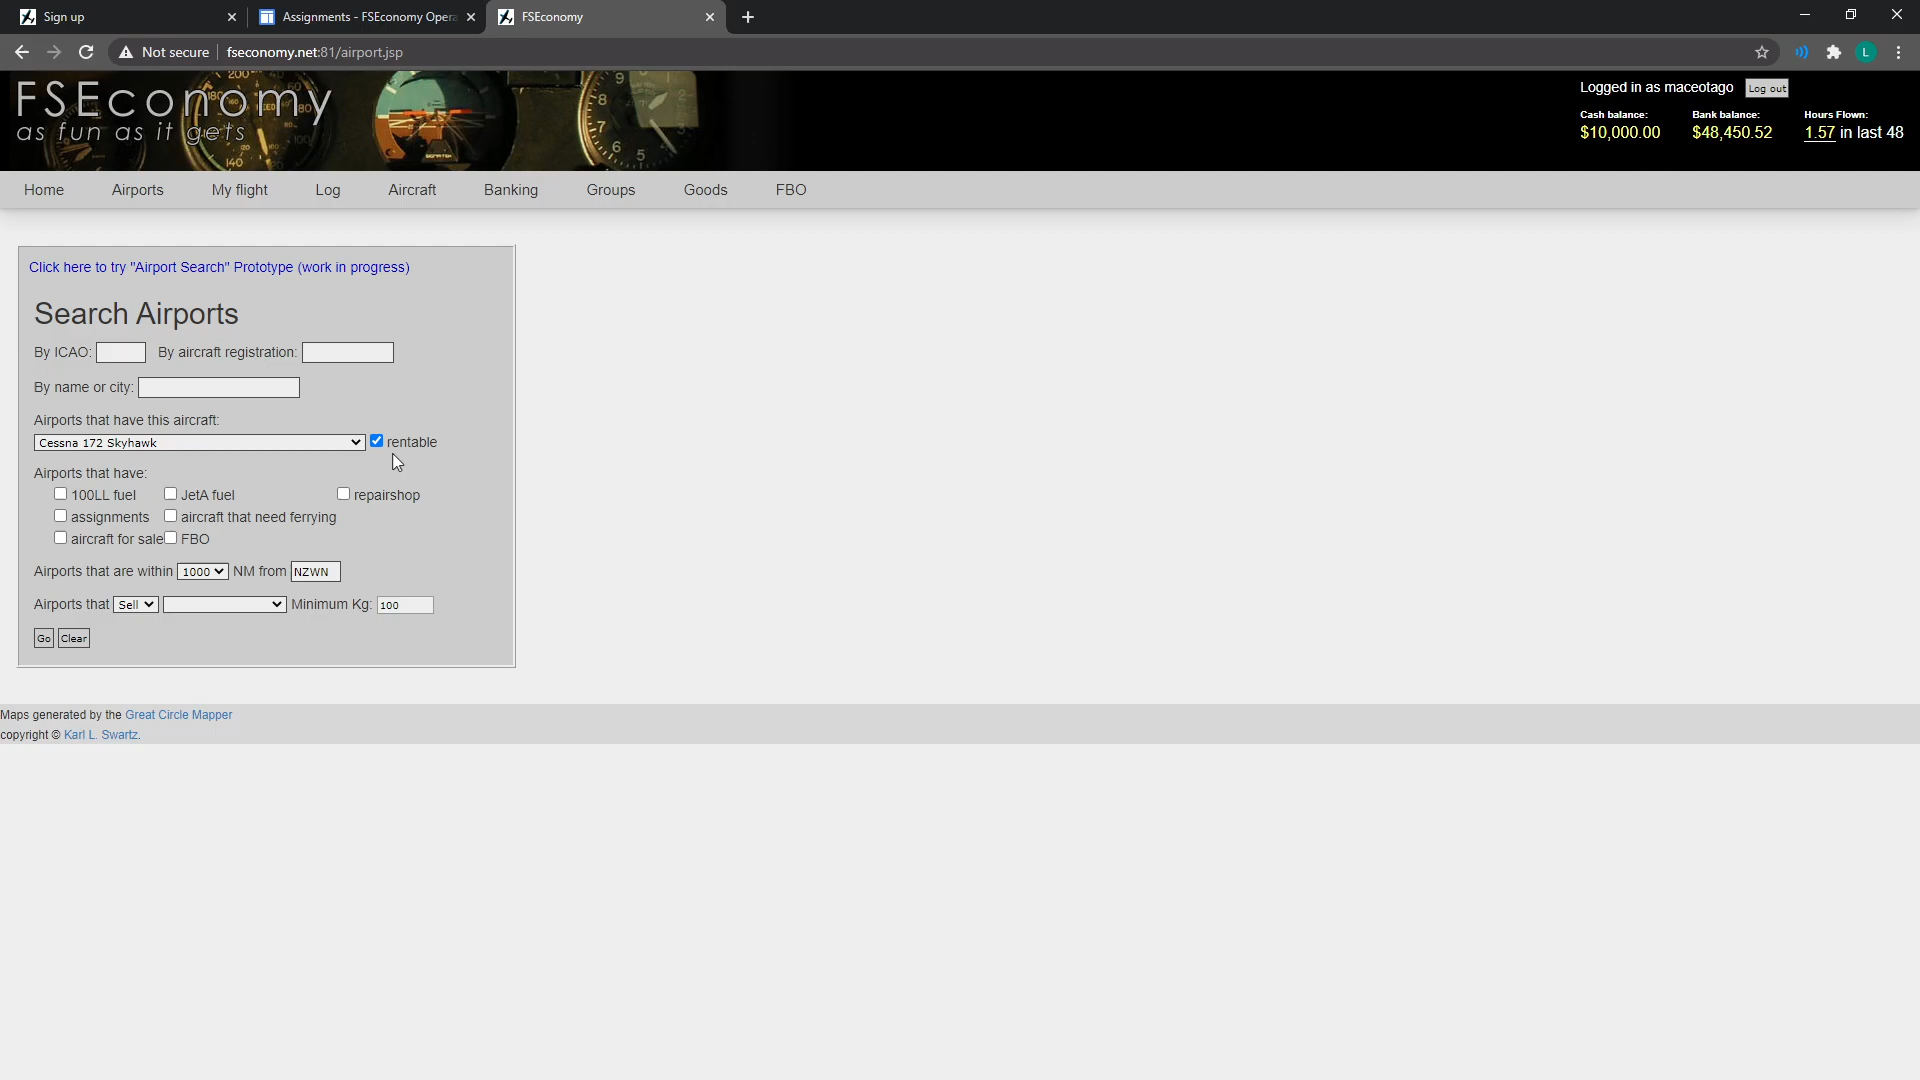 Sign up
Assignments - FSEconomy Opera
FSEconomy
Not secure | fseconomy.net:81/airport.jsp
L
FSEconomy
as fun as it gets
Logged in as maceotago Log out
Cash balance: Bank balance: Hours Flown:
$10,000.00 $48,450.52 1.57 in last 48
Home Airports My flight Log Aircraft Banking Groups Goods FBO
Click here to try "Airport Search" Prototype (work in progress)
Search Airports
By ICAO: By aircraft registration:
By name or city:
Airports that have this aircraft:
Cessna 172 Skyhawk rentable
Airports that have:
100LL fuel JetA fuel repairshop
assignments aircraft that need ferrying
aircraft for sale FBO
Airports that are within 1000 NM from NZWN
Airports that Sell Minimum Kg: 100
Go Clear
Maps generated by the Great Circle Mapper
copyright © Karl L. Swartz.